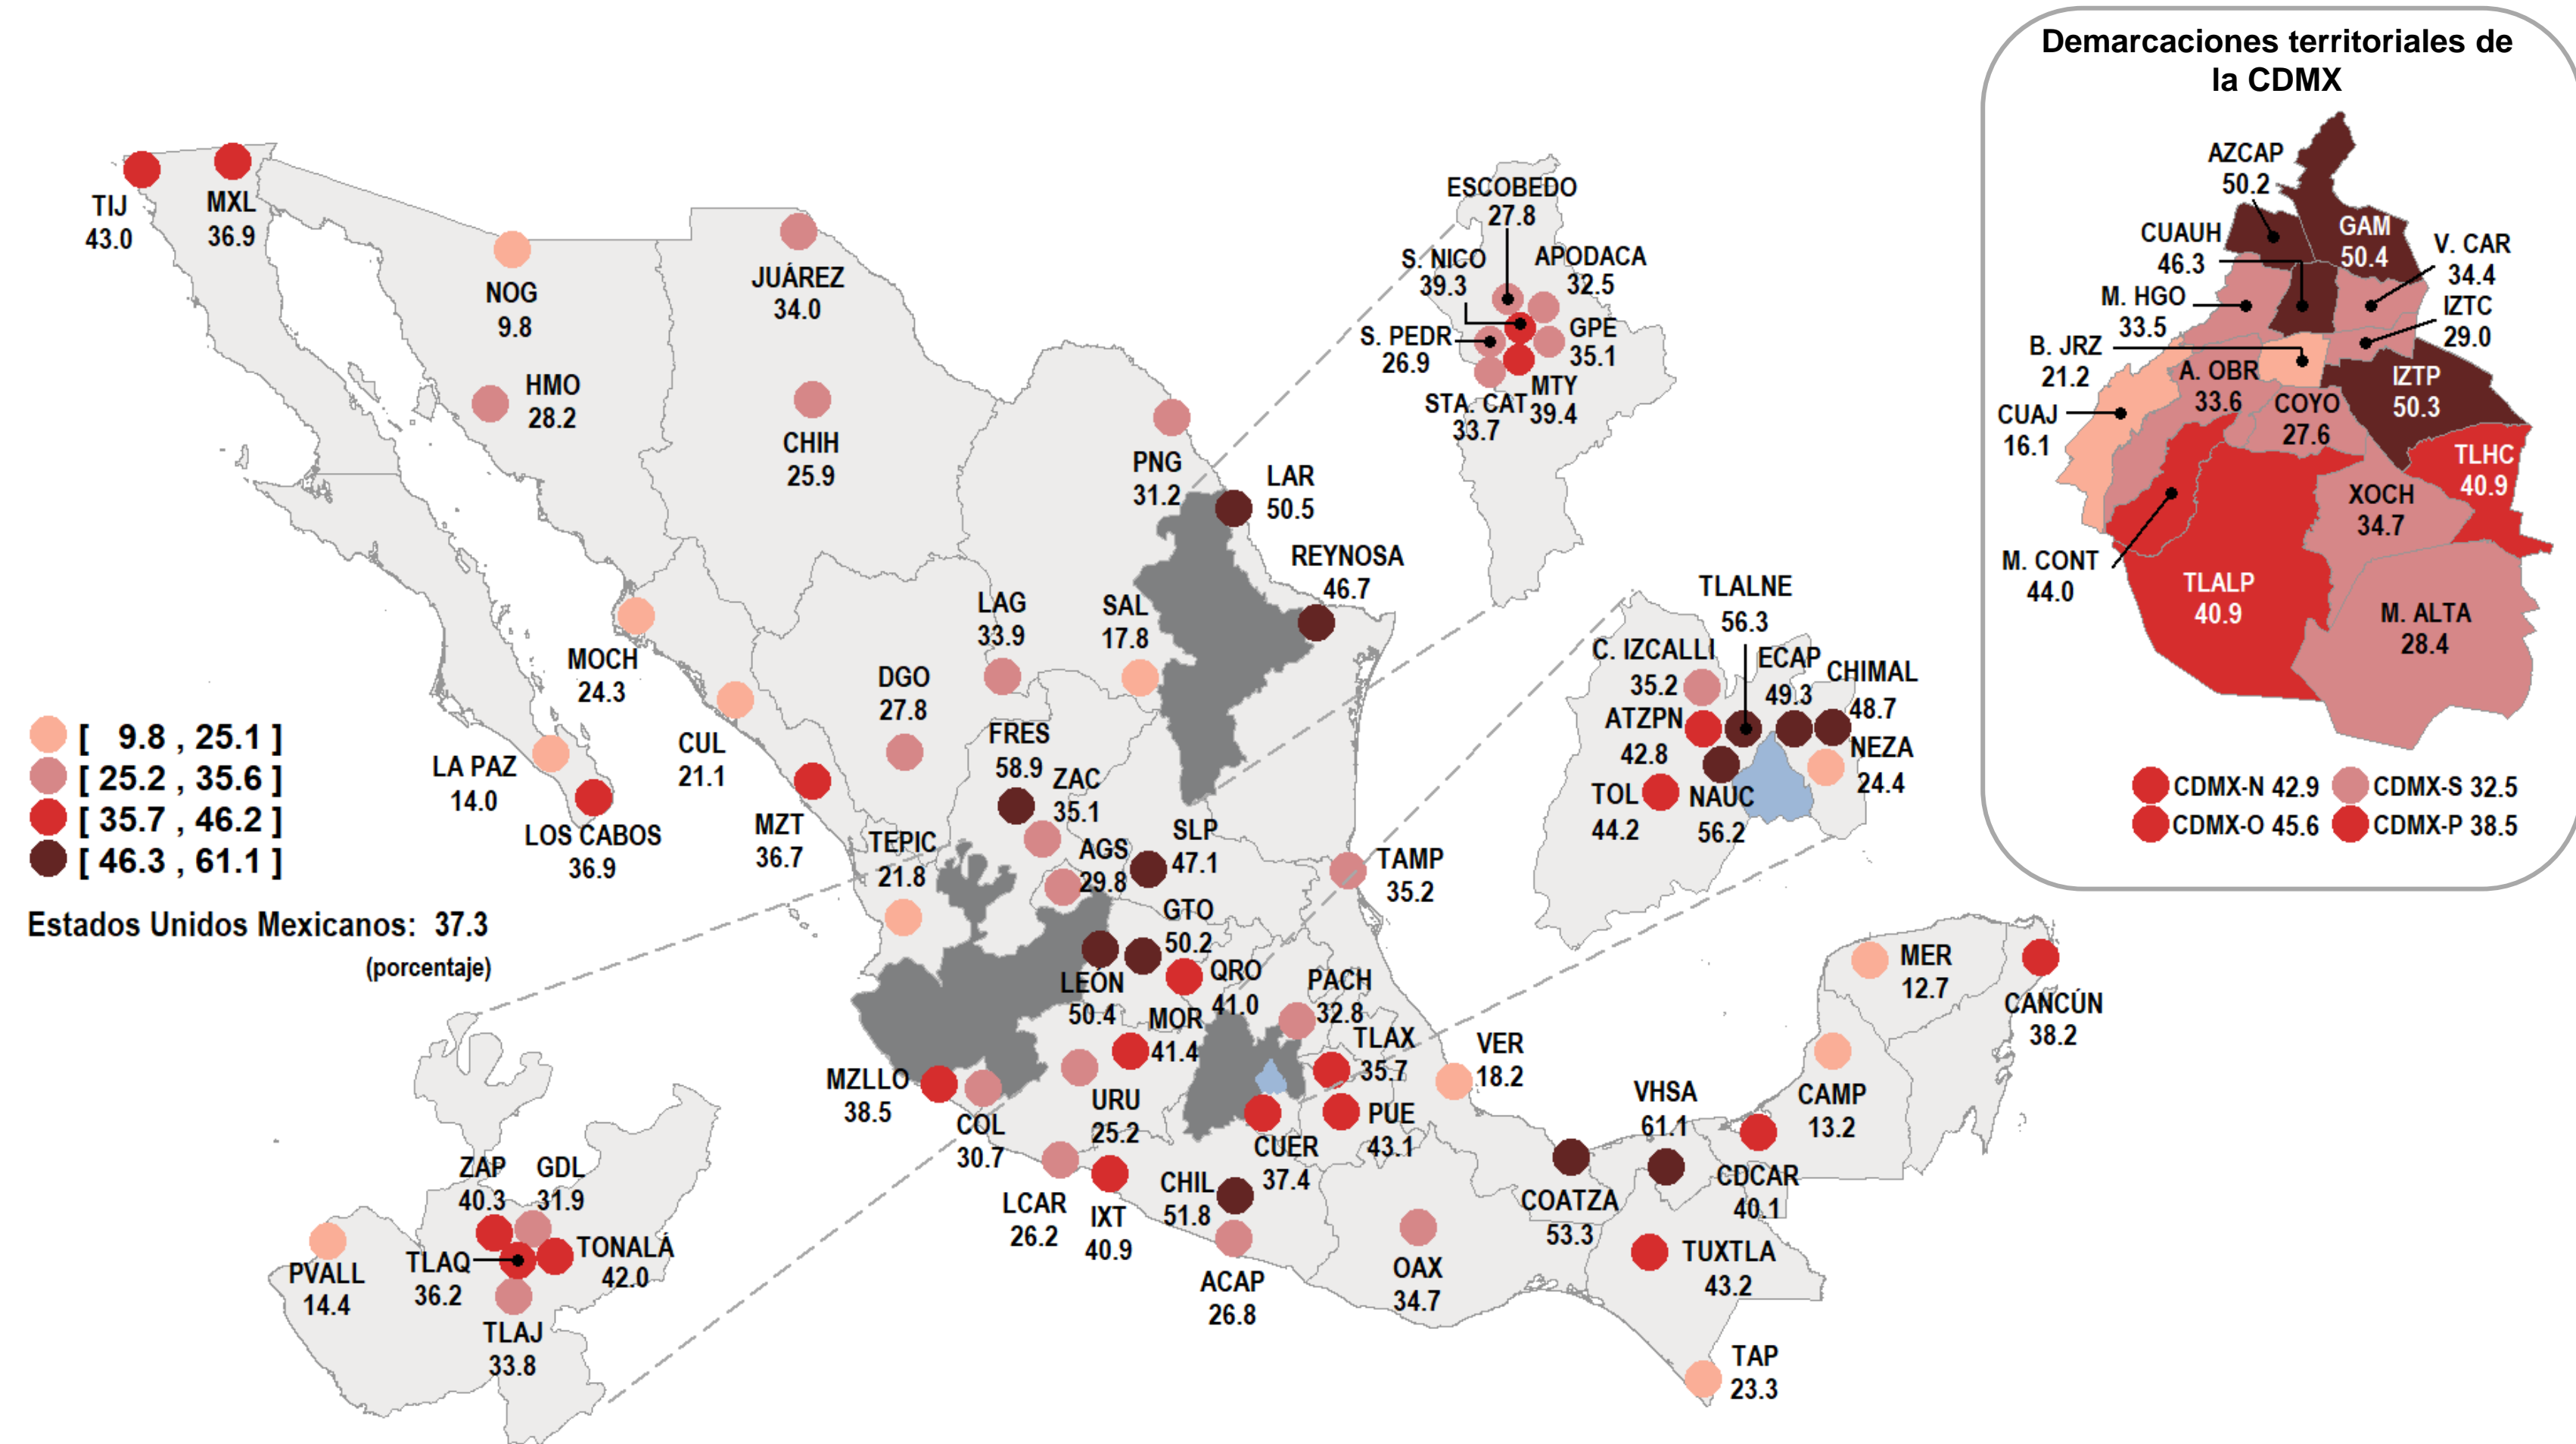 Demarcaciones territoriales de
la CDMX
AZCAP
50.2
GAM
50.4
CUAUH
46.3
V. CAR
34.4
M. HGO
33.5
IZTC
29.0
B. JRZ
21.2
A. OBR
33.6
IZTP
50.3
CUAJ
16.1
COYO
27.6
TLHC
40.9
XOCH
34.7
M. CONT
44.0
TLALP
40.9
M. ALTA
28.4
CDMX-N 42.9
CDMX-S 32.5
CDMX-O 45.6
CDMX-P 38.5
TIJ
43.0
MXL
36.9
NOG
9.8
JUÁREZ
34.0
HMO
28.2
CHIH
25.9
ESCOBEDO
27.8
S. NICO
39.3
APODACA
32.5
S. PEDR
26.9
GPE
35.1
STA. CAT
33.7
MTY
39.4
PNG
31.2
LAR
50.5
REYNOSA
46.7
MOCH
24.3
LAG
33.9
SAL
17.8
DGO
27.8
CUL
21.1
LA PAZ
14.0
LOS CABOS
36.9
MZT
36.7
FRES
58.9
ZAC
35.1
TEPIC
21.8
AGS
29.8
SLP
47.1
TAMP
35.2
TLALNE
56.3
C. IZCALLI
35.2
ECAP
49.3
CHIMAL
48.7
ATZPN
42.8
NEZA
24.4
TOL
44.2
NAUC
56.2
[ 9.8 , 25.1 ]
[ 25.2 , 35.6 ]
[ 35.7 , 46.2 ]
[ 46.3 , 61.1 ]
Estados Unidos Mexicanos: 37.3
(porcentaje)
GTO
50.2
LEÓN
50.4
QRO
41.0
PACH
32.8
MOR
41.4
TLAX
35.7
MZLLO
38.5
COL
30.7
URU
25.2
CUER
37.4
PUE
43.1
VER
18.2
LCAR
26.2
IXT
40.9
CHIL
51.8
ACAP
26.8
OAX
34.7
COATZA
53.3
VHSA
61.1
CDCAR
40.1
TUXTLA
43.2
TAP
23.3
MER
12.7
CANCÚN
38.2
CAMP
13.2
ZAP
40.3
GDL
31.9
PVALL
14.4
TLAQ
36.2
TONALÁ
42.0
TLAJ
33.8